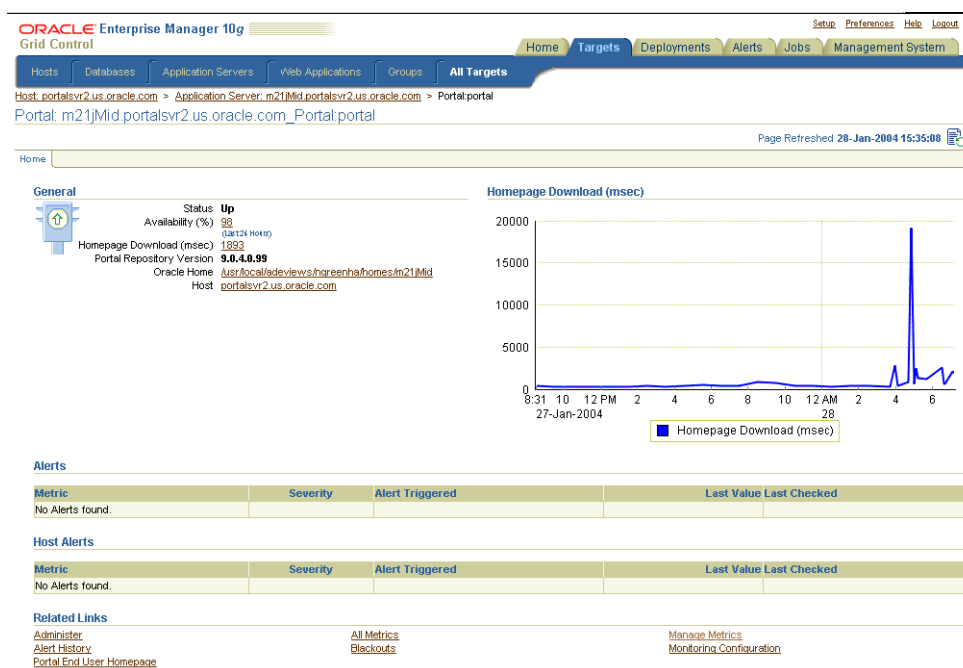 Setup Preferences Help Logout
ORACLE Enterprise Manager 10g
Grid Control
Home Targets Deployments Alerts Jobs Management System
Hosts Databases Application Servers Web Applications Groups All Targets
Host: portalsvr2.us.oracle.com > Application Server: m21jMid.portalsvr2.us.oracle.com > Portal:portal
Portal: m21jMid.portalsvr2.us.oracle.com_Portal:portal
Page Refreshed 28-Jan-2004 15:35:08
Home
General
Status Up
Availability (%) 98
(Last 24 Hours)
Homepage Download (msec) 1893
Portal Repository Version 9.0.4.0.99
Oracle Home /usr/local/adeviews/ngreenha/homes/m21jMid
Host portalsvr2.us.oracle.com
Homepage Download (msec)
20000
15000
10000
5000
0
8:31 10 12 PM 2 4 6 8 10 12 AM 2 4 6
27-Jan-2004 28
Homepage Download (msec)
Alerts
Metric Severity Alert Triggered Last Value Last Checked
No Alerts found.
Host Alerts
Metric Severity Alert Triggered Last Value Last Checked
No Alerts found.
Related Links
Administer All Metrics Manage Metrics
Alert History Blackouts Monitoring Configuration
Portal End User Homepage